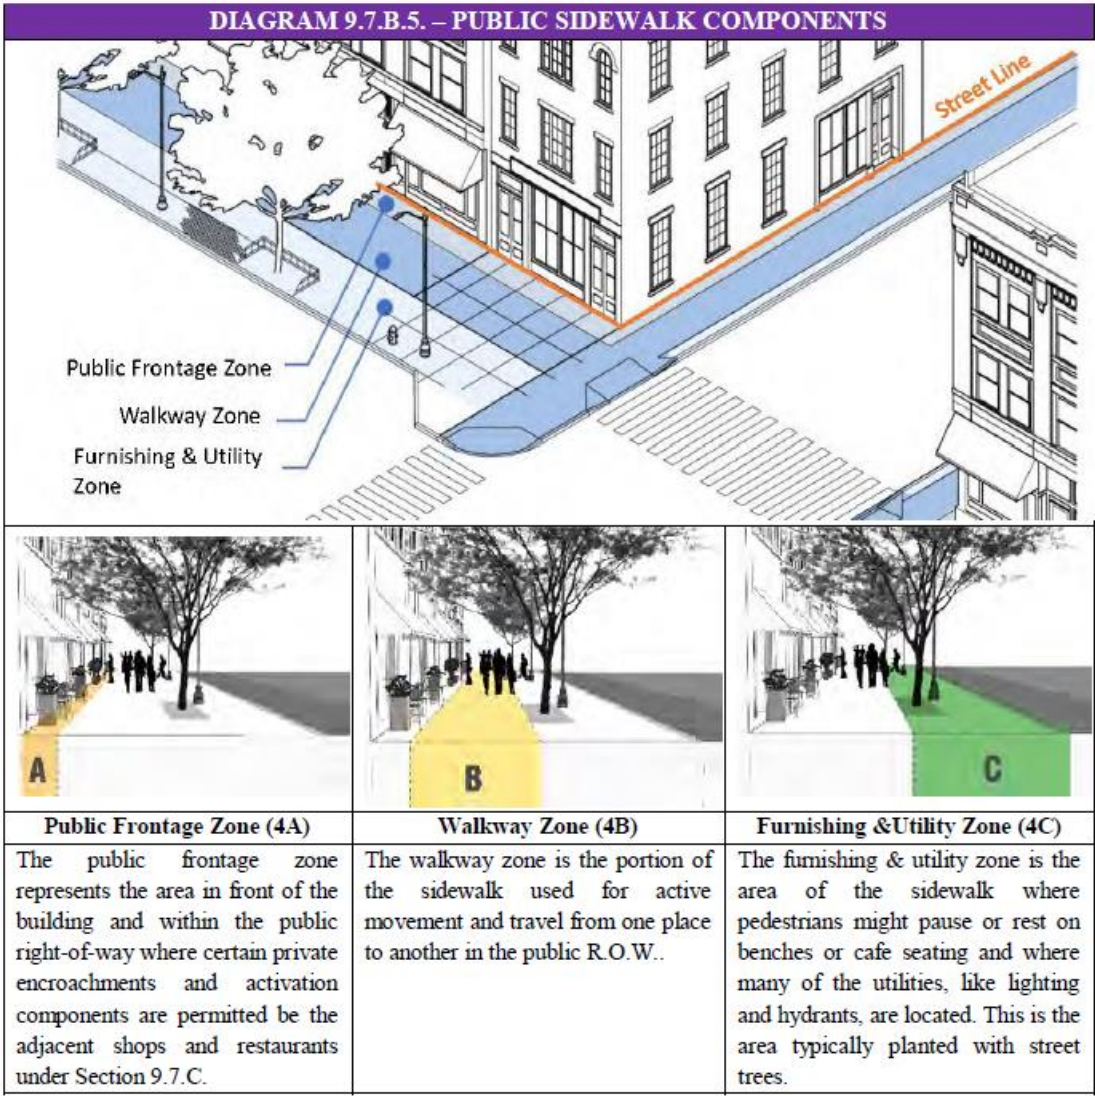 DIAGRAM 9.7.B.5. – PUBLIC SIDEWALK COMPONENTS
Street Line
Public Frontage Zone
Walkway Zone
Furnishing & Utility
Zone
A
B
C
Public Frontage Zone (4A)
The public frontage zone
represents the area in front of the
building and within the public
right-of-way where certain private
encroachments and activation
components are permitted be the
adjacent shops and restaurants
under Section 9.7.C.
Walkway Zone (4B)
The walkway zone is the portion of
the sidewalk used for active
movement and travel from one place
to another in the public R.O.W..
Furnishing &Utility Zone (4C)
The furnishing & utility zone is the
area of the sidewalk where
pedestrians might pause or rest on
benches or cafe seating and where
many of the utilities, like lighting
and hydrants, are located. This is the
area typically planted with street
trees.